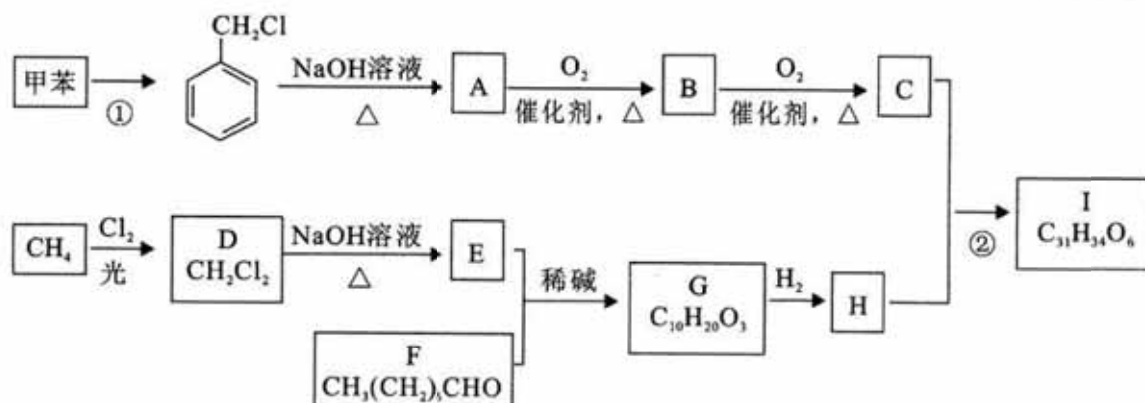 CH₂Cl
甲苯 ① NaOH溶液 △ A O₂ 催化剂，△ B O₂ 催化剂，△ C
CH₄ Cl₂ 光 D CH₂Cl₂ NaOH溶液 △ E
稀碱 G C₁₀H₂₀O₃ H₂ H
② I C₃₁H₃₄O₆
F
CH₃(CH₂)₅CHO